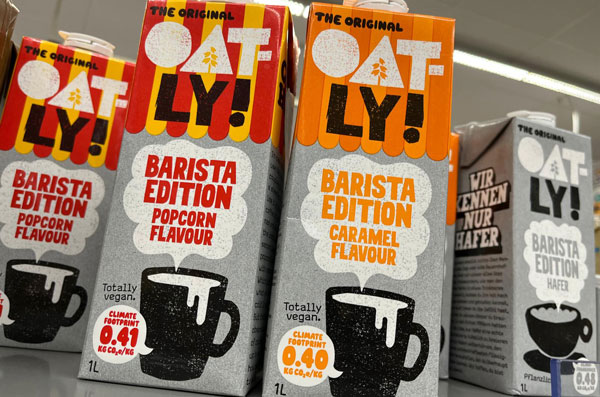 THE ORIGINAL
OAT-
LY!
BARISTA
EDITION
POPCORN
FLAVOUR
THE ORIGINAL
OAT-
LY!
BARISTA
EDITION
POPCORN
FLAVOUR
Totally
vegan.
CLIMATE
FOOTPRINT
0.41
KG CO₂e/KG
1L
THE ORIGINAL
OAT-
LY!
BARISTA
EDITION
CARAMEL
FLAVOUR
Totally
vegan.
CLIMATE
FOOTPRINT
0.40
KG CO₂e/KG
1L
WIR
KENNEN
NUR
HAFER
THE ORIGINAL
OAT-
LY!
BARISTA
EDITION
HAFER